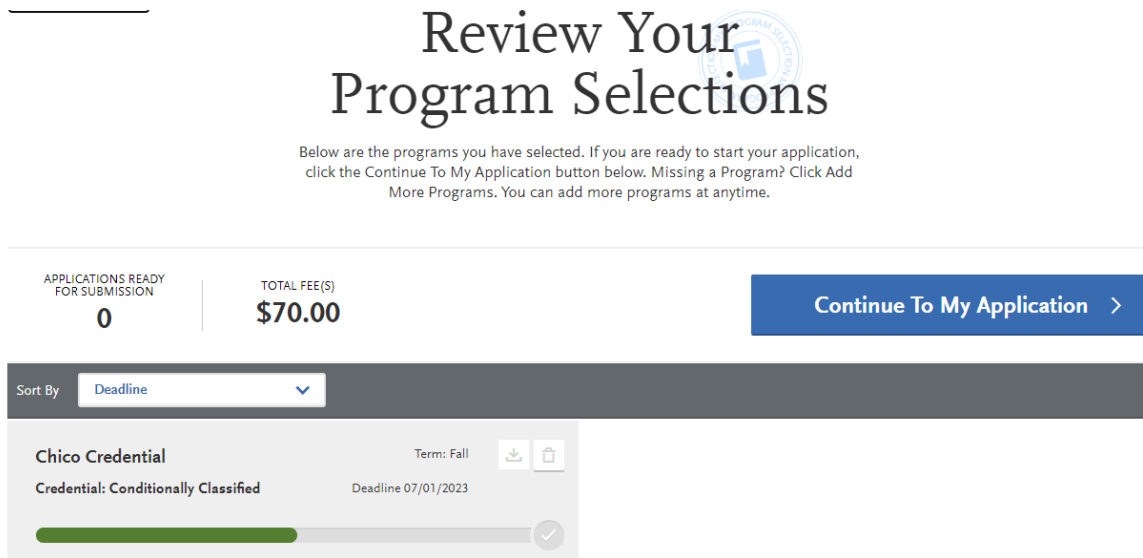 Review Your
Program Selections
Below are the programs you have selected. If you are ready to start your application,
click the Continue To My Application button below. Missing a Program? Click Add
More Programs. You can add more programs at anytime.
APPLICATIONS READY
FOR SUBMISSION
0
TOTAL FEE(S)
$70.00
Continue To My Application
Sort By
Deadline
Chico Credential
Term: Fall
Credential: Conditionally Classified
Deadline 07/01/2023